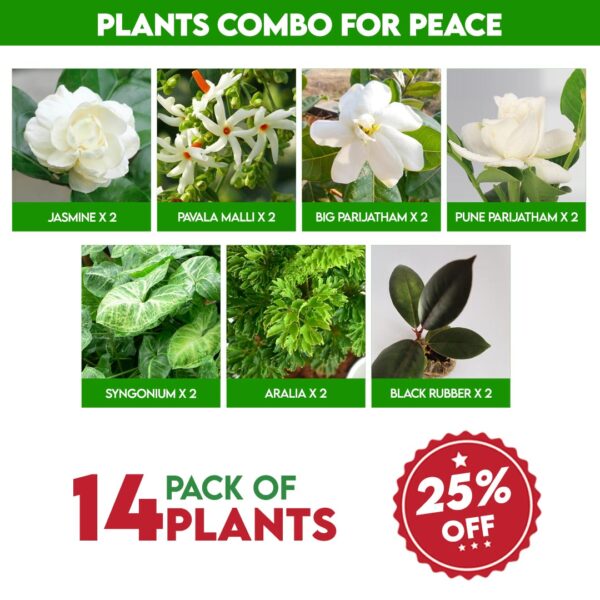 PLANTS COMBO FOR PEACE
JASMINE X 2
PAVALA MALLI X 2
BIG PARIJATHAM X 2
PUNE PARIJATHAM X 2
SYNGONIUM X 2
ARALIA X 2
BLACK RUBBER X 2
14 PACK OF
PLANTS
25%
OFF